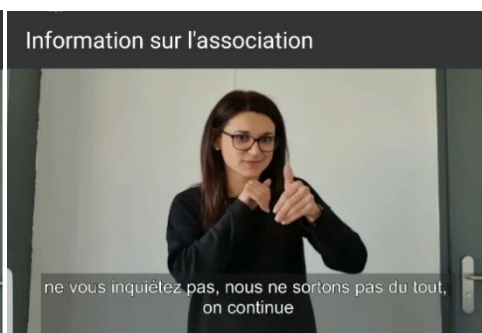 Information sur l'association
ne vous inquiétez pas, nous ne sortons pas du tout,
on continue